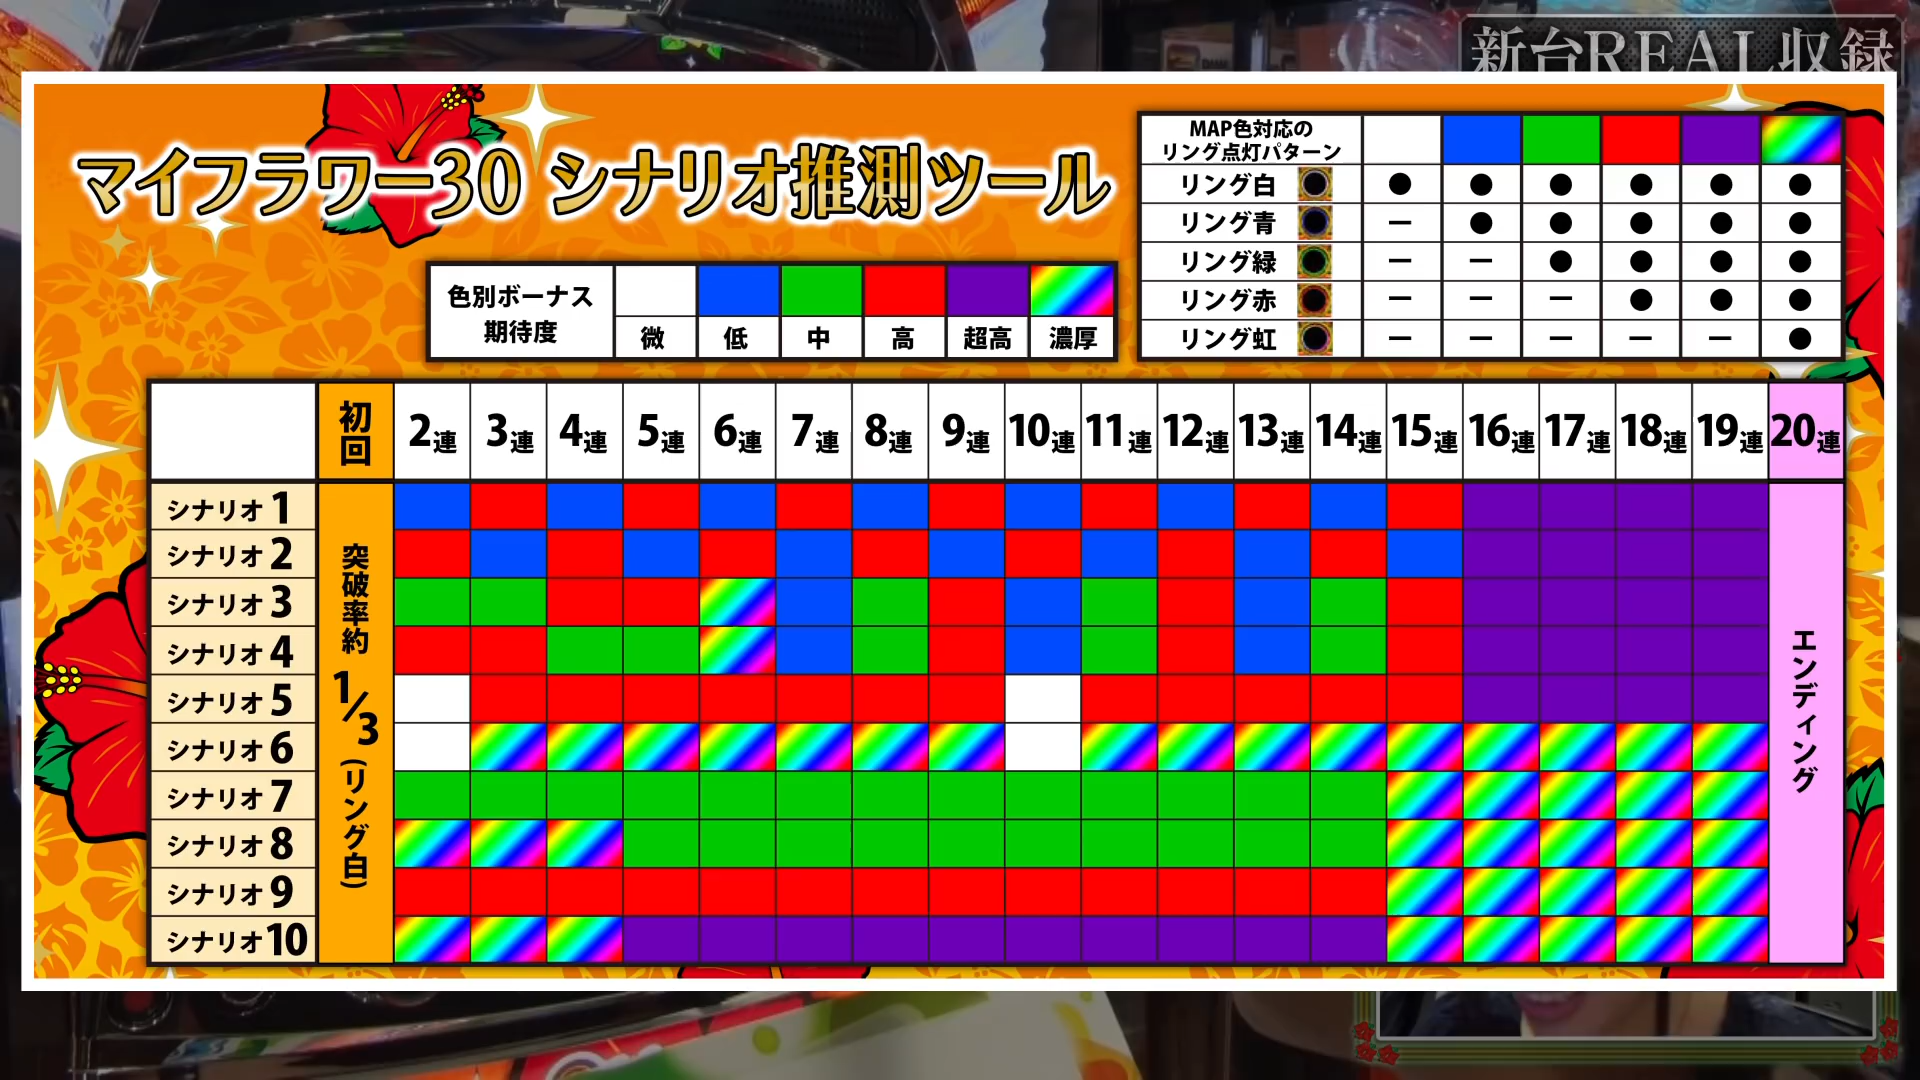 新台REAL収録
マイフラワー30 シナリオ推測ツール
MAP色対応の
リング点灯パターン
リング白 ● ● ● ● ● ●
リング青 － ● ● ● ● ●
リング緑 － － ● ● ● ●
リング赤 － － － ● ● ●
リング虹 － － － － － ●
色別ボーナス
期待度
微 低 中 高 超高 濃厚
初回 2連 3連 4連 5連 6連 7連 8連 9連 10連 11連 12連 13連 14連 15連 16連 17連 18連 19連 20連
シナリオ1
シナリオ2
シナリオ3
シナリオ4
シナリオ5
シナリオ6
シナリオ7
シナリオ8
シナリオ9
シナリオ10
突破率約1/3(リング白)
エンディング